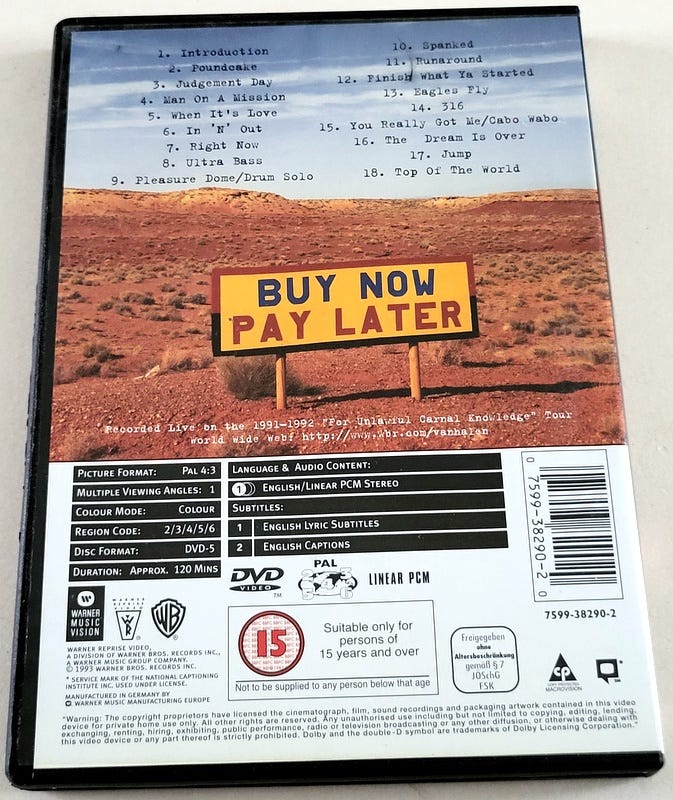 1. Introduction
2. Poundcake
3. Judgement Day
4. Man On A Mission
5. When It's Love
6. In 'N' Out
7. Right Now
8. Ultra Bass
9. Pleasure Dome/Drum Solo
10. Spanked
11. Runaround
12. Finish What Ya Started
13. Eagles Fly
14. 316
15. You Really Got Me/Cabo Wabo
16. The Dream Is Over
17. Jump
18. Top Of The World
BUY NOW
PAY LATER
Recorded Live on the 1991-1992 "For Unlawful Carnal Knowledge" Tour
World Wide Web: http://www.wbr.com/vanhalen
PICTURE FORMAT: PAL 4:3
MULTIPLE VIEWING ANGLES: 1
COLOUR MODE: COLOUR
REGION CODE: 2/3/4/5/6
DISC FORMAT: DVD-5
DURATION: APPROX. 120 MINS
LANGUAGE & AUDIO CONTENT:
1 ENGLISH/LINEAR PCM STEREO
SUBTITLES:
1 ENGLISH LYRIC SUBTITLES
2 ENGLISH CAPTIONS
0 7599-38290-2 0
7599-38290-2
DVD
VIDEO
TM
PAL
LINEAR PCM
WARNER
MUSIC
VISION
WARNER
REPRISE
VIDEO
WB
WARNER REPRISE VIDEO,
A DIVISION OF WARNER BROS. RECORDS INC.,
A WARNER MUSIC GROUP COMPANY.
© 1993 WARNER BROS. RECORDS INC.
* SERVICE MARK OF THE NATIONAL CAPTIONING
INSTITUTE INC. USED UNDER LICENSE.
MANUFACTURED IN GERMANY BY
WARNER MUSIC MANUFACTURING EUROPE
15
Suitable only for
persons of
15 years and over
Not to be supplied to any person below that age
Freigegeben
ohne
Altersbeschränkung
gemäß § 7
JÖSchG
FSK
MACROVISION
"Warning: The copyright proprietors have licensed the cinematograph, film, sound recordings and packaging artwork contained in this video
device for private home use only. All other rights are reserved. Any unauthorised use including but not limited to copying, editing, lending,
exchanging, renting, hiring, exhibiting, public performance, radio or television broadcasting or any other diffusion, or otherwise dealing with
this video device or any part thereof is strictly prohibited. Dolby and the double-D symbol are trademarks of Dolby Licensing Corporation."